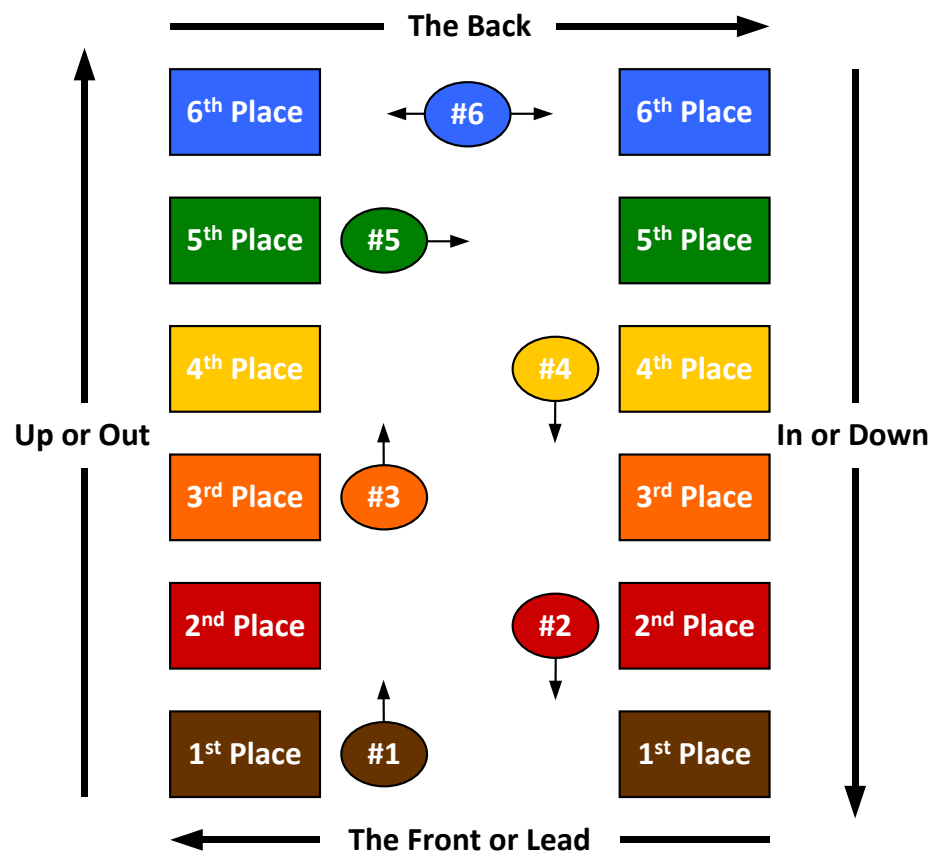 The Back
6th Place #6 6th Place
5th Place #5 5th Place
4th Place #4 4th Place
Up or Out In or Down
3rd Place #3 3rd Place
2nd Place #2 2nd Place
1st Place #1 1st Place
The Front or Lead